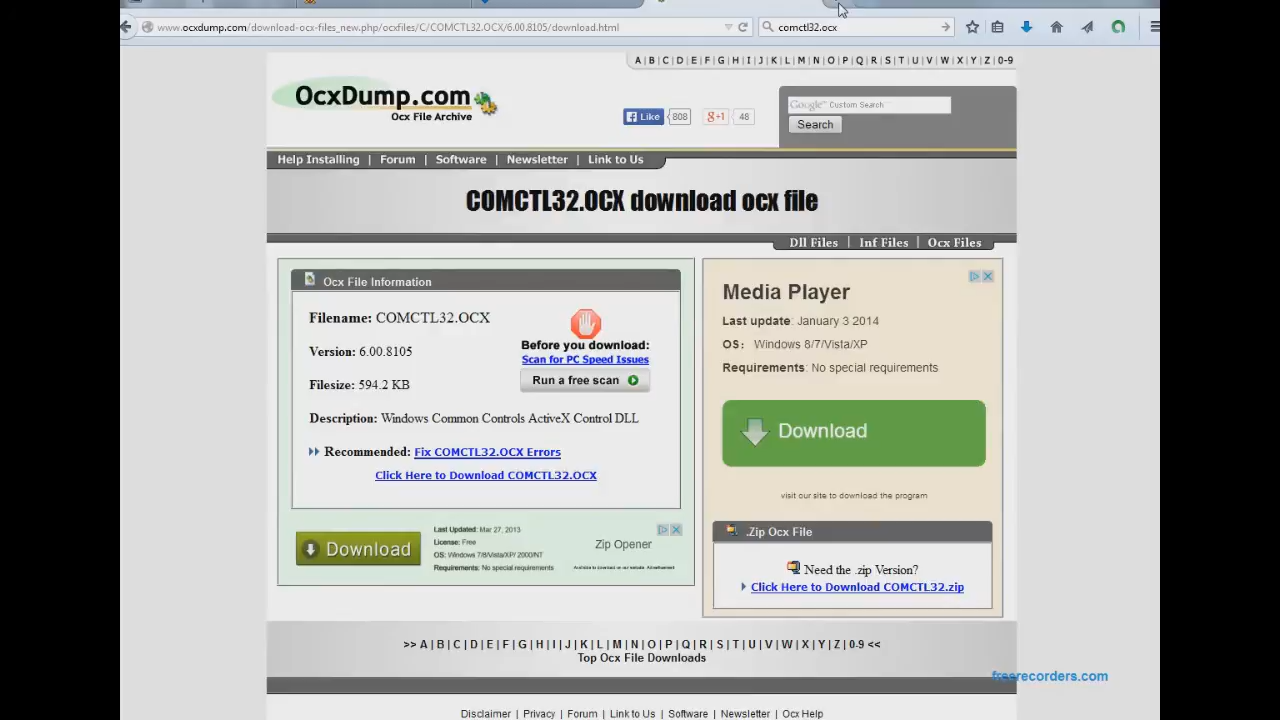 www.ocxdump.com/download-ocx-files_new.php/ocxfiles/C/COMCTL32.OCX/6.00.8105/download.html
comctl32.ocx
A | B | C | D | E | F | G | H | I | J | K | L | M | N | O | P | Q | R | S | T | U | V | W | X | Y | Z | 0-9
OcxDump.com
Ocx File Archive
Like 808
g+1 48
Google™ Custom Search
Search
Help Installing | Forum | Software | Newsletter | Link to Us
COMCTL32.OCX download ocx file
Dll Files | Inf Files | Ocx Files
Ocx File Information
Filename: COMCTL32.OCX
Version: 6.00.8105
Filesize: 594.2 KB
Before you download:
Scan for PC Speed Issues
Run a free scan
Description: Windows Common Controls ActiveX Control DLL
Recommended: Fix COMCTL32.OCX Errors
Click Here to Download COMCTL32.OCX
Download
Last Updated: Mar 27, 2013
License: Free
OS: Windows 7/8/Vista/XP/ 2000/NT
Requirements: No special requirements
Zip Opener
Media Player
Last update: January 3 2014
OS: Windows 8/7/Vista/XP
Requirements: No special requirements
Download
visit our site to download the program
.Zip Ocx File
Need the .zip Version?
Click Here to Download COMCTL32.zip
>> A | B | C | D | E | F | G | H | I | J | K | L | M | N | O | P | Q | R | S | T | U | V | W | X | Y | Z | 0-9 <<
Top Ocx File Downloads
freerecorders.com
Disclaimer | Privacy | Forum | Link to Us | Software | Newsletter | Ocx Help